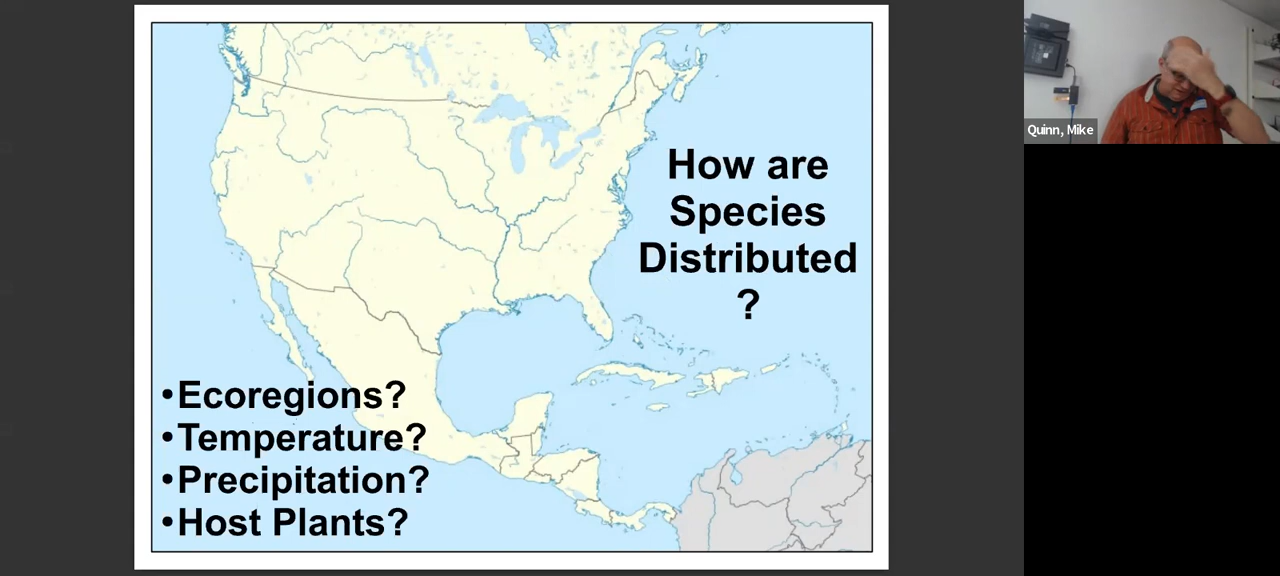 How are
Species
Distributed
?
•Ecoregions?
•Temperature?
•Precipitation?
•Host Plants?
Quinn, Mike